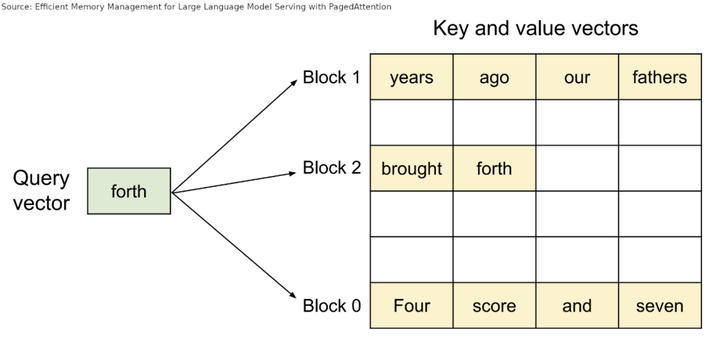 Source: Efficient Memory Management for Large Language Model Serving with PagedAttention
Key and value vectors
Block 1 years ago our fathers
Query vector
forth
Block 2 brought forth
Block 0 Four score and seven